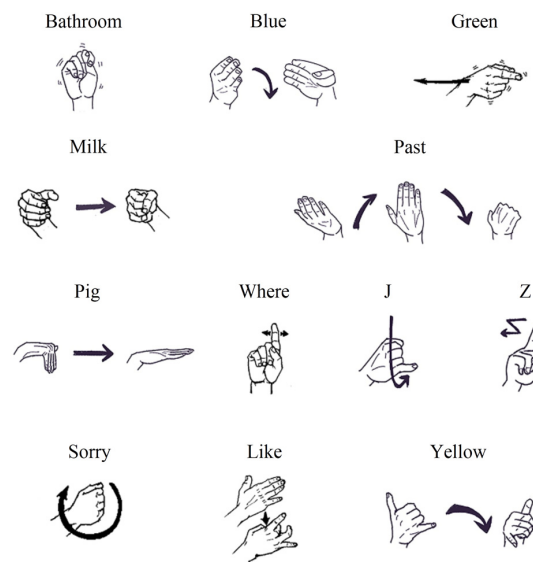 Bathroom Blue Green
Milk Past
Pig Where J Z
Sorry Like Yellow